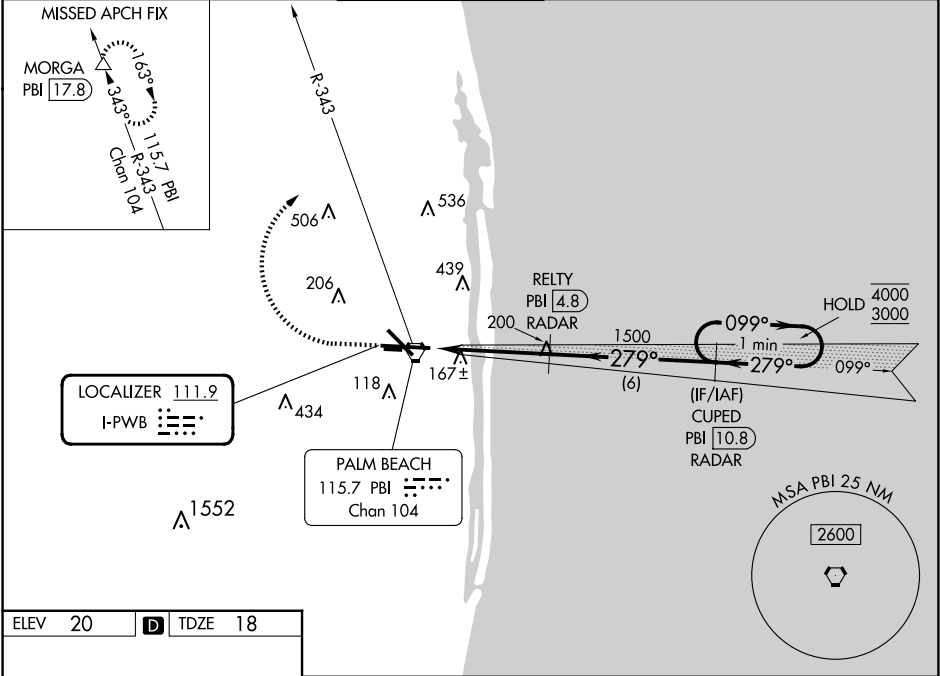 MISSED APCH FIX
MORGA
PBI 17.8
163°
343°
R-343
115.7 PBI
Chan 104
R-343
506
536
206
439
RELTY
PBI 4.8
RADAR
200
1500
HOLD
4000
3000
099°
1 min
279°
279°
099°
(6)
167±
(IF/IAF)
CUPED
PBI 10.8
RADAR
LOCALIZER 111.9
I-PWB
118
434
PALM BEACH
115.7 PBI
Chan 104
1552
MSA PBI 25 NM
2600
ELEV 20 D TDZE 18